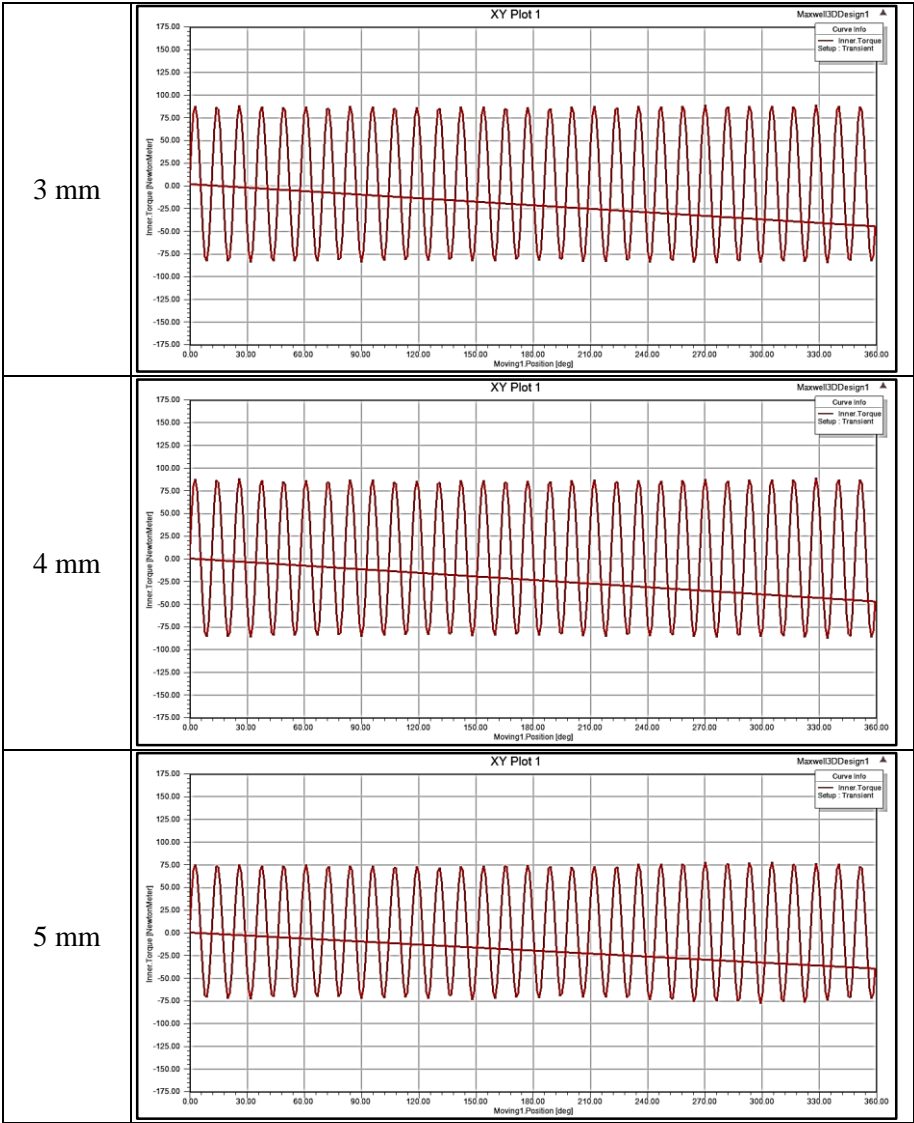 XY Plot 1
Maxwell3DDesign1
Curve Info
Inner.Torque
Setup : Transient
175.00
150.00
125.00
100.00
75.00
50.00
25.00
0.00
-25.00
-50.00
-75.00
-100.00
-125.00
-150.00
-175.00
Inner.Torque [NewtonMeter]
0.00 30.00 60.00 90.00 120.00 150.00 180.00 210.00 240.00 270.00 300.00 330.00 360.00
Moving1.Position [deg]
3 mm
XY Plot 1
Maxwell3DDesign1
Curve Info
Inner.Torque
Setup : Transient
175.00
150.00
125.00
100.00
75.00
50.00
25.00
0.00
-25.00
-50.00
-75.00
-100.00
-125.00
-150.00
-175.00
Inner.Torque [NewtonMeter]
0.00 30.00 60.00 90.00 120.00 150.00 180.00 210.00 240.00 270.00 300.00 330.00 360.00
Moving1.Position [deg]
4 mm
XY Plot 1
Maxwell3DDesign1
Curve Info
Inner.Torque
Setup : Transient
175.00
150.00
125.00
100.00
75.00
50.00
25.00
0.00
-25.00
-50.00
-75.00
-100.00
-125.00
-150.00
-175.00
Inner.Torque [NewtonMeter]
0.00 30.00 60.00 90.00 120.00 150.00 180.00 210.00 240.00 270.00 300.00 330.00 360.00
Moving1.Position [deg]
5 mm